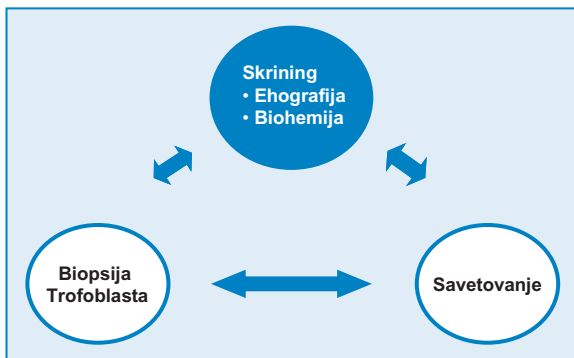 Skrining
• Ehografija
• Biohemija
Biopsija
Trofoblasta
Savetovanje